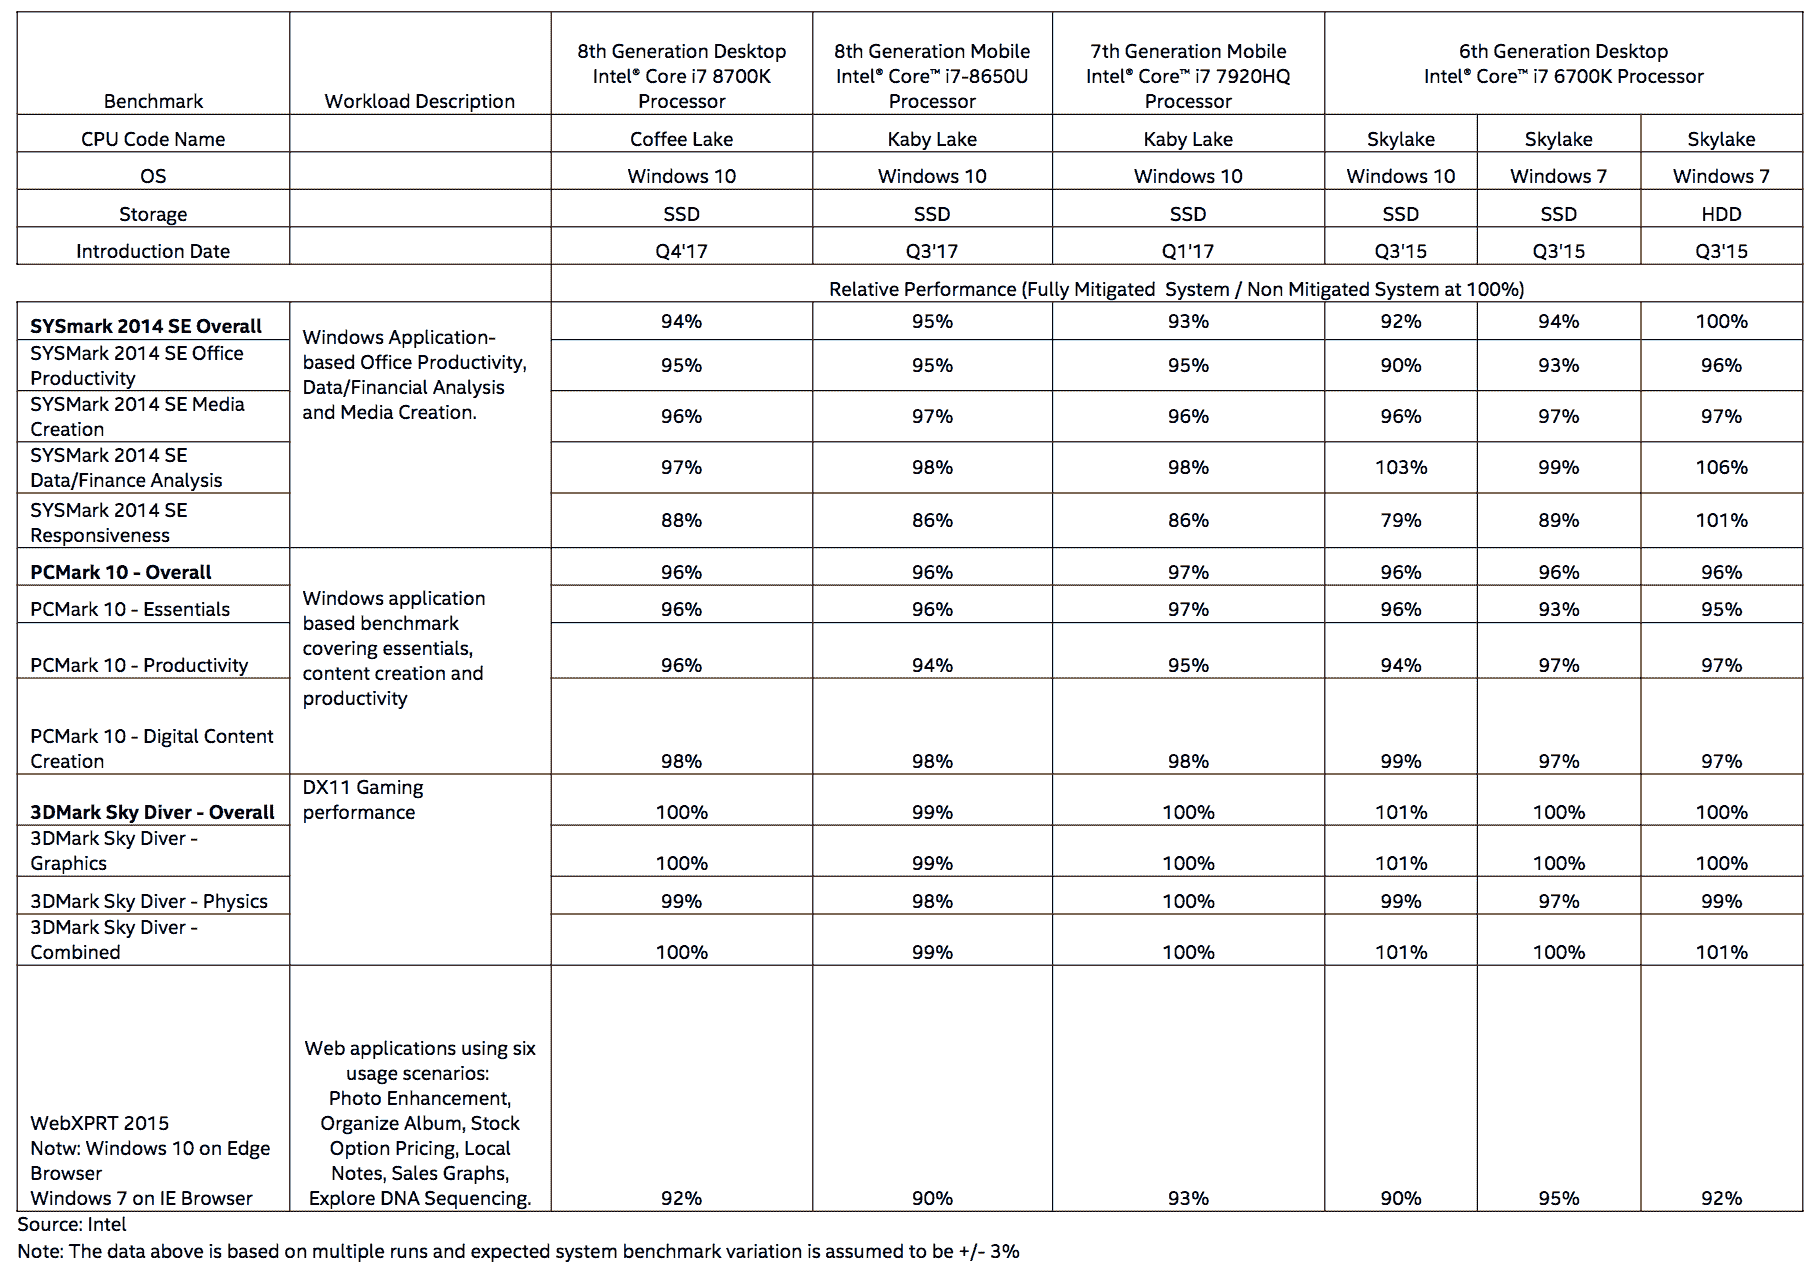 8th Generation Desktop
Intel® Core i7 8700K
Processor
8th Generation Mobile
Intel® Core™ i7-8650U
Processor
7th Generation Mobile
Intel® Core™ i7 7920HQ
Processor
6th Generation Desktop
Intel® Core™ i7 6700K Processor
Benchmark
Workload Description
CPU Code Name
Coffee Lake
Kaby Lake
Kaby Lake
Skylake
Skylake
Skylake
OS
Windows 10
Windows 10
Windows 10
Windows 10
Windows 7
Windows 7
Storage
SSD
SSD
SSD
SSD
SSD
HDD
Introduction Date
Q4'17
Q3'17
Q1'17
Q3'15
Q3'15
Q3'15
Relative Performance (Fully Mitigated System / Non Mitigated System at 100%)
SYSmark 2014 SE Overall
Windows Application-
based Office Productivity,
Data/Financial Analysis
and Media Creation.
94%
95%
93%
92%
94%
100%
SYSMark 2014 SE Office
Productivity
95%
95%
95%
90%
93%
96%
SYSMark 2014 SE Media
Creation
96%
97%
96%
96%
97%
97%
SYSMark 2014 SE
Data/Finance Analysis
97%
98%
98%
103%
99%
106%
SYSMark 2014 SE
Responsiveness
88%
86%
86%
79%
89%
101%
PCMark 10 - Overall
Windows application
based benchmark
covering essentials,
content creation and
productivity
96%
96%
97%
96%
96%
96%
PCMark 10 - Essentials
96%
96%
97%
96%
93%
95%
PCMark 10 - Productivity
96%
94%
95%
94%
97%
97%
PCMark 10 - Digital Content
Creation
98%
98%
98%
99%
97%
97%
3DMark Sky Diver - Overall
DX11 Gaming
performance
100%
99%
100%
101%
100%
100%
3DMark Sky Diver -
Graphics
100%
99%
100%
101%
100%
100%
3DMark Sky Diver - Physics
99%
98%
100%
99%
97%
99%
3DMark Sky Diver -
Combined
100%
99%
100%
101%
100%
101%
WebXPRT 2015
Notw: Windows 10 on Edge
Browser
Windows 7 on IE Browser
Web applications using six
usage scenarios:
Photo Enhancement,
Organize Album, Stock
Option Pricing, Local
Notes, Sales Graphs,
Explore DNA Sequencing.
92%
90%
93%
90%
95%
92%
Source: Intel
Note: The data above is based on multiple runs and expected system benchmark variation is assumed to be +/- 3%